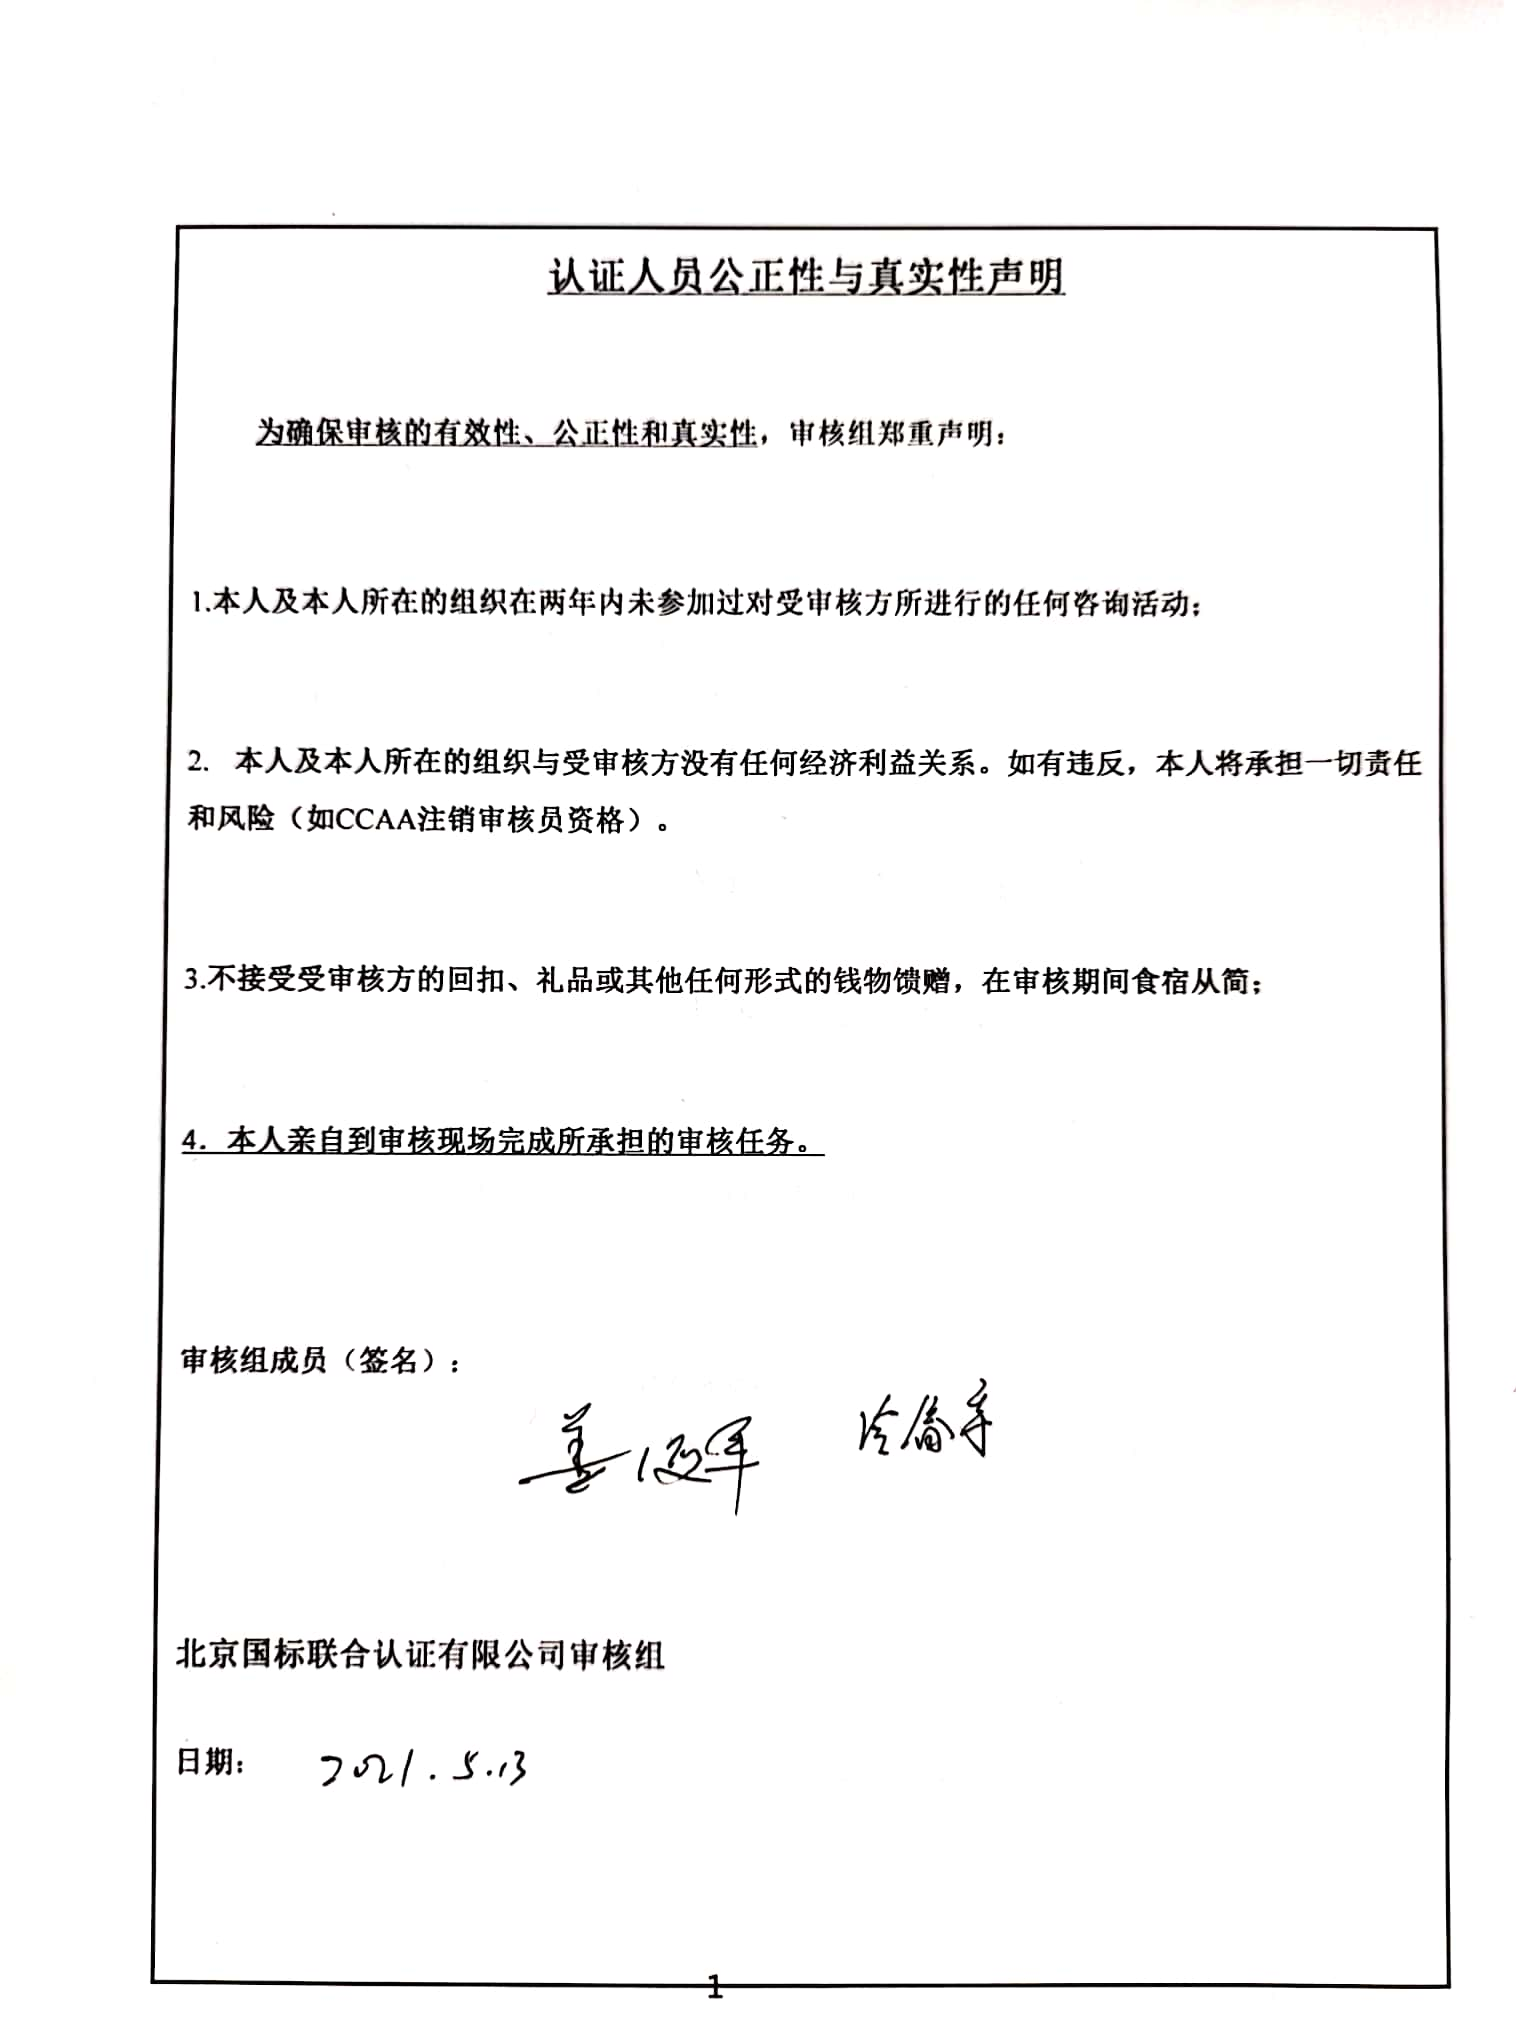 认证人员公正性与真实性声明
为确保审核的有效性、公正性和真实性，审核组郑重声明：
1.本人及本人所在的组织在两年内未参加过对受审核方所进行的任何咨询活动；
2. 本人及本人所在的组织与受审核方没有任何经济利益关系。如有违反，本人将承担一切责任
和风险（如CCAA注销审核员资格）。
3.不接受受审核方的回扣、礼品或其他任何形式的钱物馈赠，在审核期间食宿从简；
4. 本人亲自到审核现场完成所承担的审核任务。
审核组成员（签名）：
北京国标联合认证有限公司审核组
日期： 2021.5.13
1